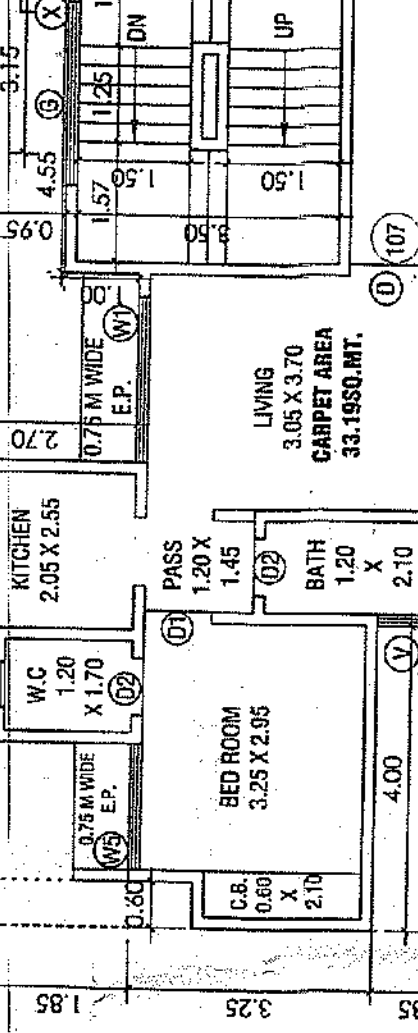 3.15
X
G
1.25
DN
UP
4.55
1.50
1.50
0.95
1.57
3.50
107
D
1.00
W1
0.75 M WIDE
E.P.
2.70
LIVING
3.05 X 3.70
CARPET AREA
33.19SQ.MT.
KITCHEN
2.05 X 2.55
PASS
1.20 X
1.45
D2
BATH
1.20
X
2.10
D1
W.C
1.20
X 1.70
D2
V
BED ROOM
3.25 X 2.95
4.00
0.75 M WIDE
E.P.
W5
0.60
C.B.
0.60
X
2.10
1.85
3.25